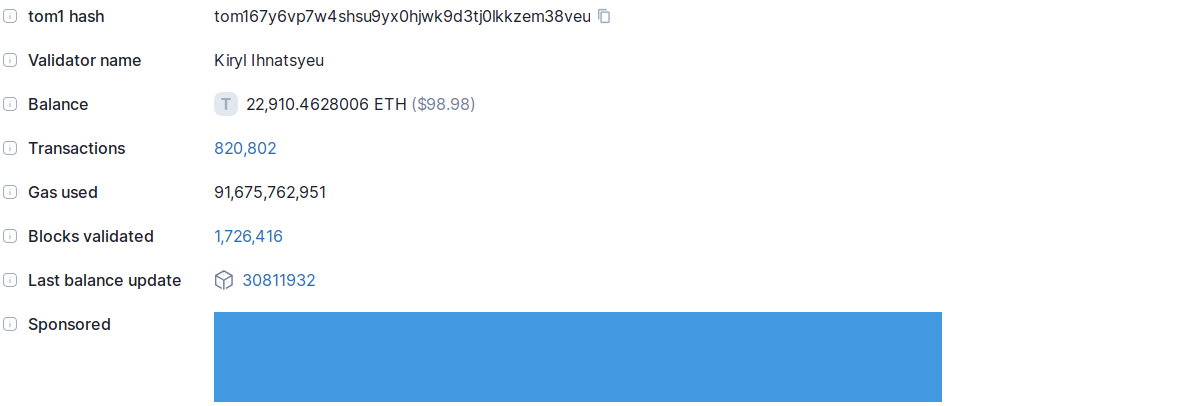 tom1 hash tom167y6vp7w4shsu9yx0hjwk9d3tj0lkkzem38veu
Validator name Kiryl Ihnatsyeu
Balance T 22,910.4628006 ETH ($98.98)
Transactions 820,802
Gas used 91,675,762,951
Blocks validated 1,726,416
Last balance update 30811932
Sponsored